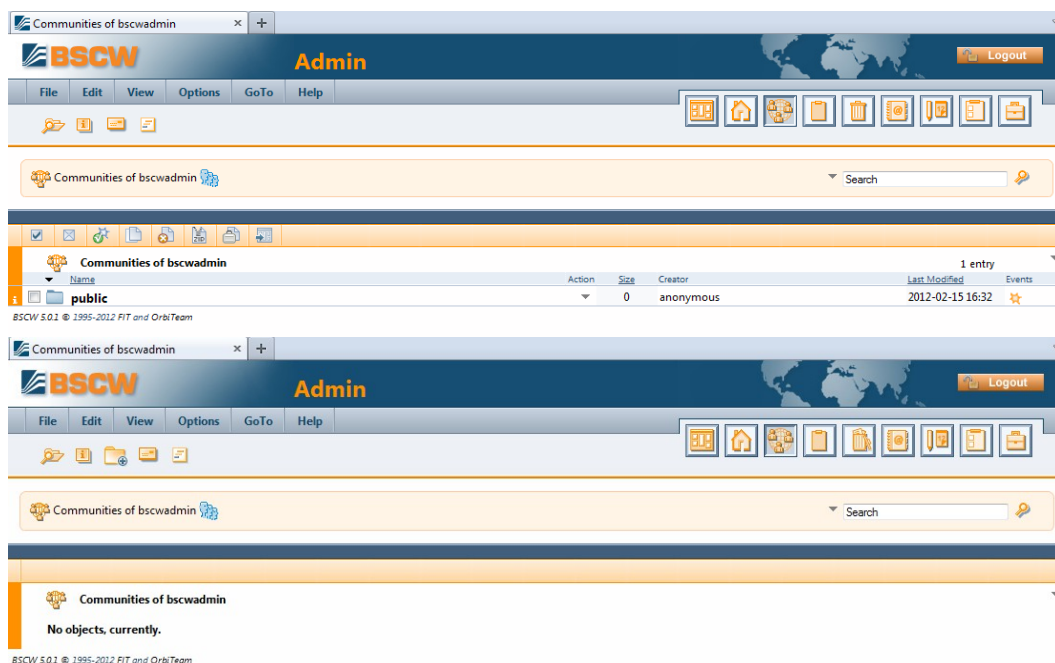 Communities of bscwadmin × +
BSCW Admin Logout
File Edit View Options GoTo Help
Communities of bscwadmin Search
Communities of bscwadmin 1 entry
Name Action Size Creator Last Modified Events
public 0 anonymous 2012-02-15 16:32
BSCW 5.0.1 © 1995-2012 FIT and OrbiTeam
Communities of bscwadmin × +
BSCW Admin Logout
File Edit View Options GoTo Help
Communities of bscwadmin Search
Communities of bscwadmin
No objects, currently.
BSCW 5.0.1 © 1995-2012 FIT and OrbiTeam